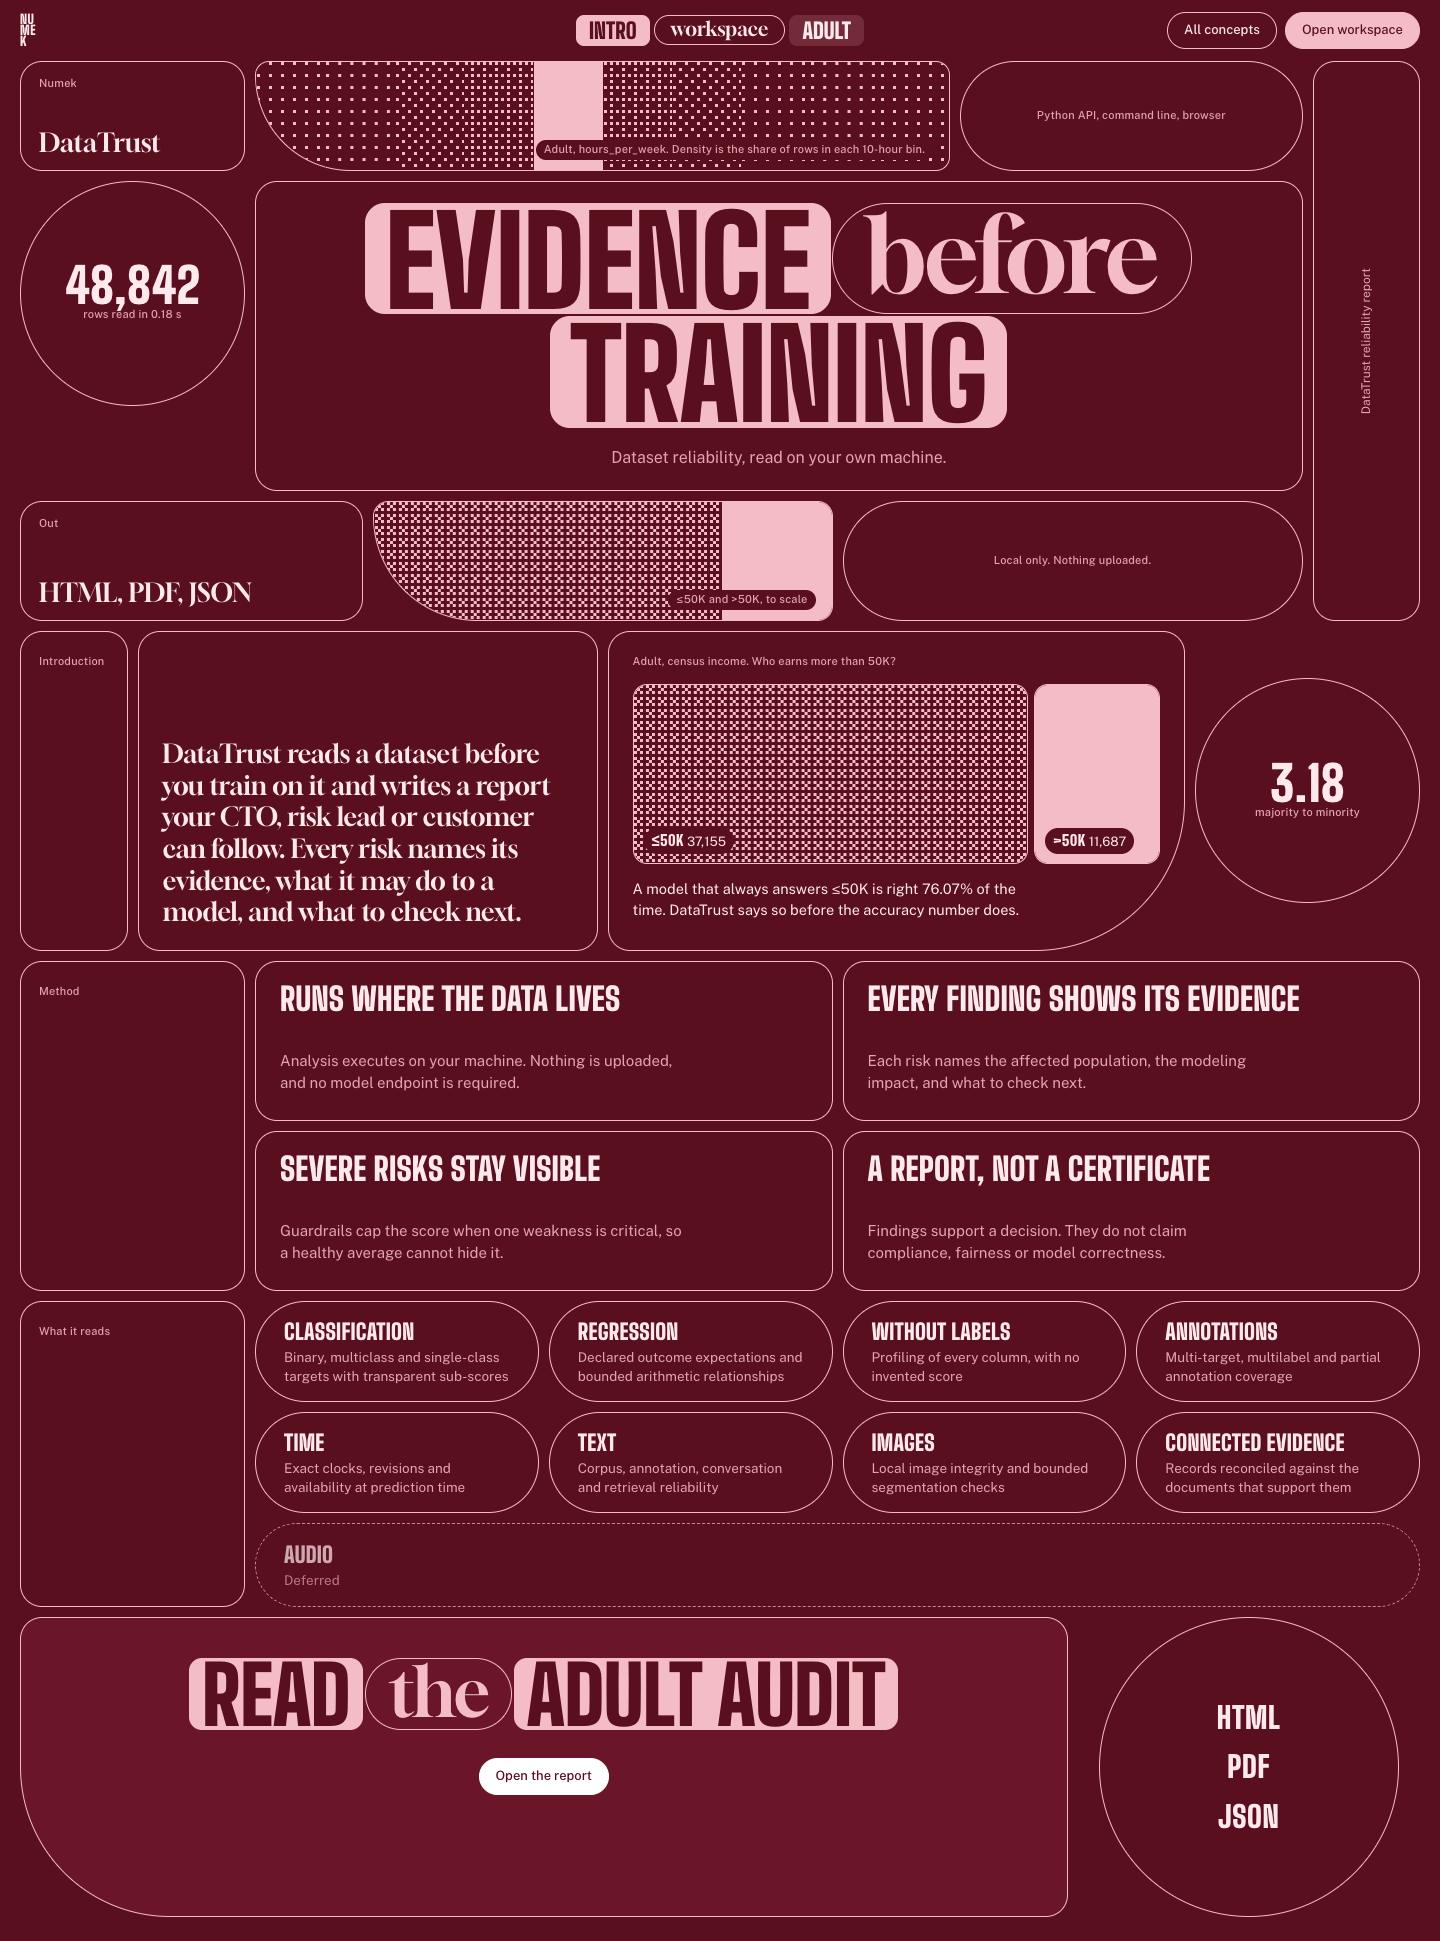 NU
ME
K
INTRO workspace ADULT
All concepts
Open workspace
Numek
DataTrust
Adult, hours_per_week. Density is the share of rows in each 10-hour bin.
Python API, command line, browser
48,842
rows read in 0.18 s
EVIDENCE before
TRAINING
Dataset reliability, read on your own machine.
DataTrust reliability report
Out
HTML, PDF, JSON
≤50K and >50K, to scale
Local only. Nothing uploaded.
Introduction
DataTrust reads a dataset before
you train on it and writes a report
your CTO, risk lead or customer
can follow. Every risk names its
evidence, what it may do to a
model, and what to check next.
Adult, census income. Who earns more than 50K?
≤50K 37,155
>50K 11,687
A model that always answers ≤50K is right 76.07% of the
time. DataTrust says so before the accuracy number does.
3.18
majority to minority
Method
RUNS WHERE THE DATA LIVES
Analysis executes on your machine. Nothing is uploaded,
and no model endpoint is required.
EVERY FINDING SHOWS ITS EVIDENCE
Each risk names the affected population, the modeling
impact, and what to check next.
SEVERE RISKS STAY VISIBLE
Guardrails cap the score when one weakness is critical, so
a healthy average cannot hide it.
A REPORT, NOT A CERTIFICATE
Findings support a decision. They do not claim
compliance, fairness or model correctness.
What it reads
CLASSIFICATION
Binary, multiclass and single-class
targets with transparent sub-scores
REGRESSION
Declared outcome expectations and
bounded arithmetic relationships
WITHOUT LABELS
Profiling of every column, with no
invented score
ANNOTATIONS
Multi-target, multilabel and partial
annotation coverage
TIME
Exact clocks, revisions and
availability at prediction time
TEXT
Corpus, annotation, conversation
and retrieval reliability
IMAGES
Local image integrity and bounded
segmentation checks
CONNECTED EVIDENCE
Records reconciled against the
documents that support them
AUDIO
Deferred
READ the ADULT AUDIT
Open the report
HTML
PDF
JSON